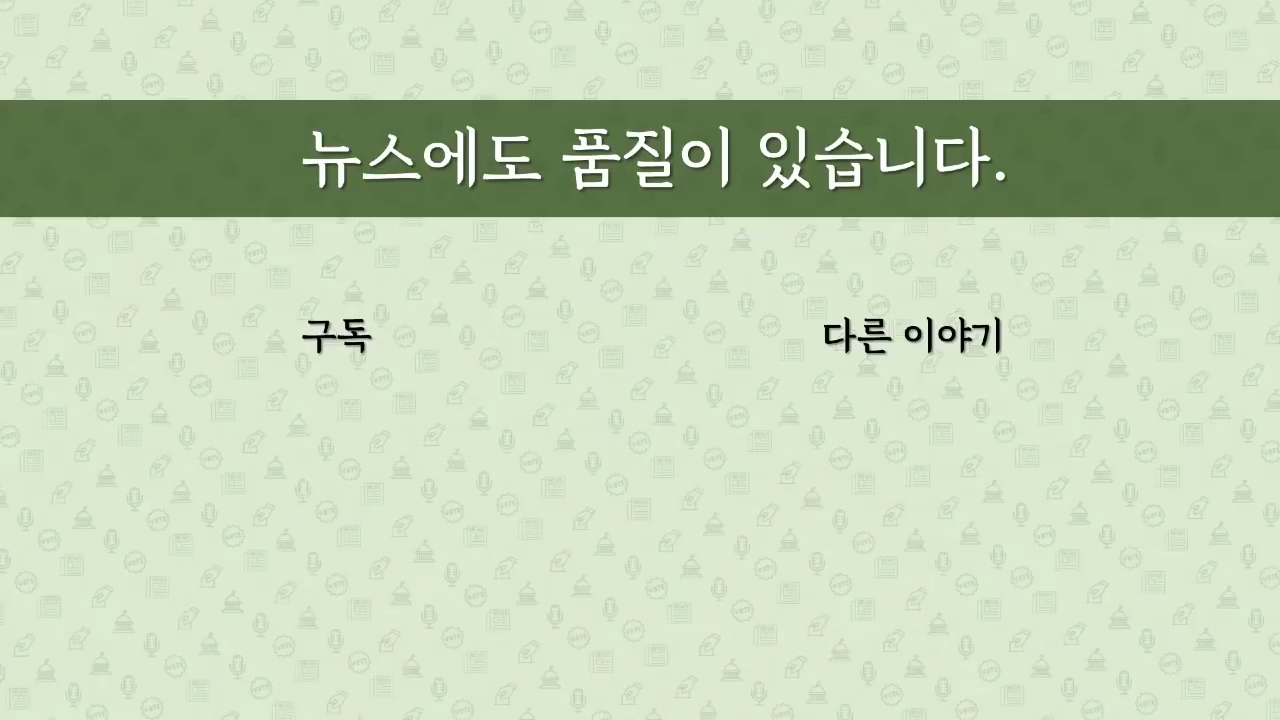 뉴스에도 품질이 있습니다.
구독
다른 이야기